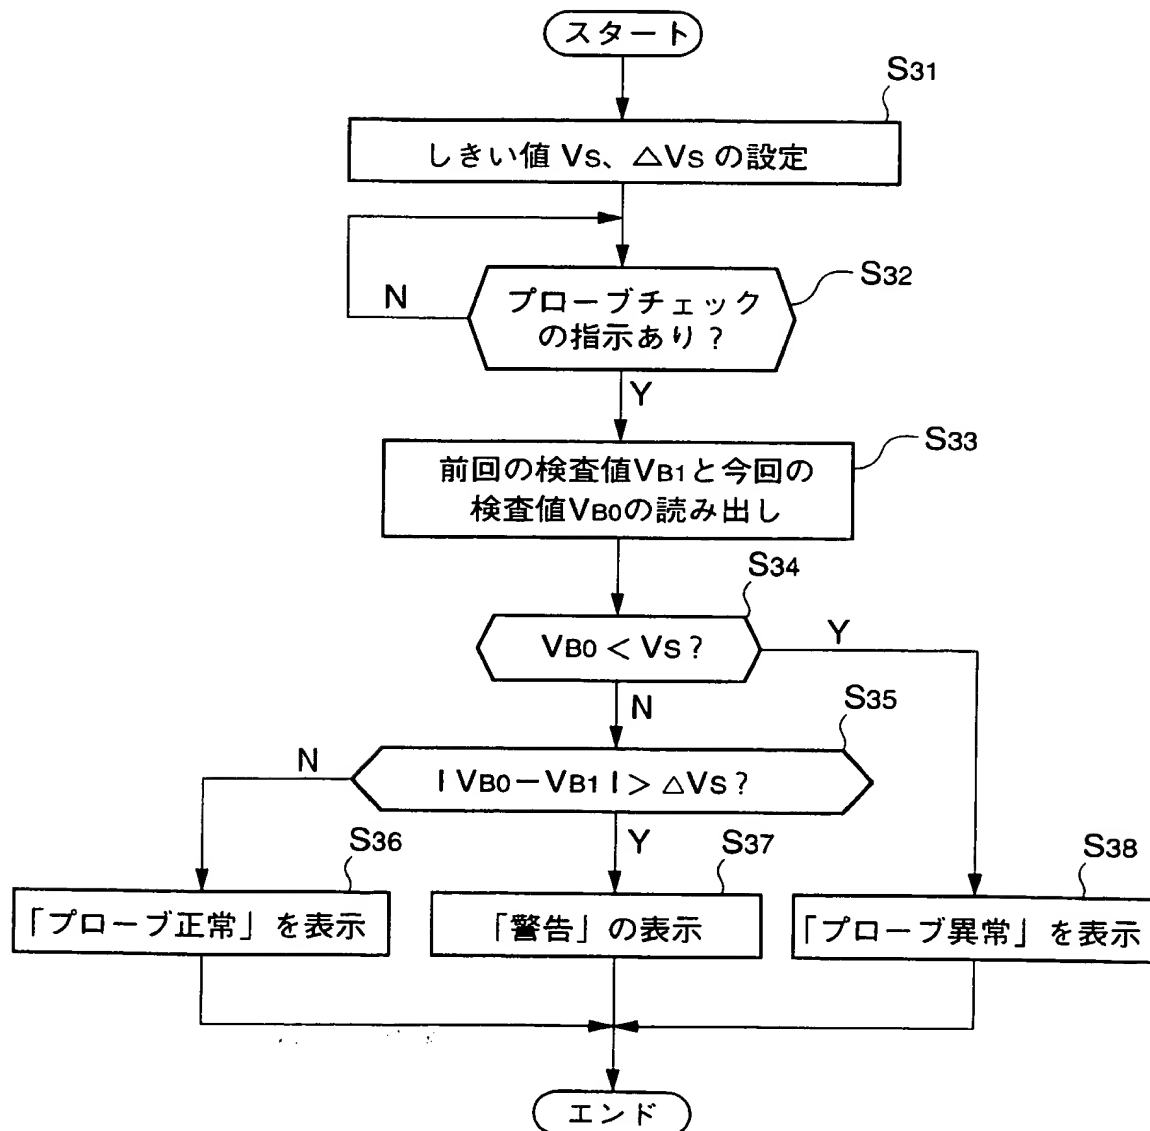 スタート
S31
しきい値 VS、△VS の設定
S32
プローブチェック
の指示あり?
N
Y
S33
前回の検査値VB1と今回の
検査値VB0の読み出し
S34
VB0 < VS?
Y
N
S35
| VB0−VB1 | > △VS?
N
Y
S36
「プローブ正常」を表示
S37
「警告」の表示
S38
「プローブ異常」を表示
エンド